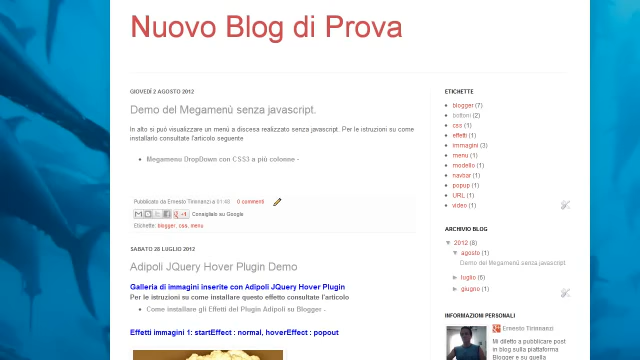 Nuovo Blog di Prova
GIOVEDÌ 2 AGOSTO 2012
Demo del Megamenù senza javascript.
In alto si può visualizzare un menù a discesa realizzato senza javascript. Per le istruzioni su come
installarlo consultate l'articolo seguente
Megamenu DropDown con CSS3 a più colonne -
Pubblicato da Ernesto Tirinnanzi a 01:48 0 commenti
+1 Consiglialo su Google
Etichette: blogger, css, menu
SABATO 28 LUGLIO 2012
Adipoli JQuery Hover Plugin Demo
Galleria di immagini inserite con Adipoli JQuery Hover Plugin
Per le istruzioni su come installare questo effetto consultate l'articolo
Come installare gli Effetti del Plugin Adipoli su Blogger -
Effetti immagini 1: startEffect : normal, hoverEffect : popout
ETICHETTE
blogger (7)
bottoni (2)
css (1)
effetti (1)
immagini (3)
menu (1)
modello (1)
navbar (1)
popup (1)
URL (1)
video (1)
ARCHIVIO BLOG
▼ 2012 (8)
▼ agosto (1)
Demo del Megamenù senza javascript.
► luglio (6)
► giugno (1)
INFORMAZIONI PERSONALI
Ernesto Tirinnanzi
Mi diletto a pubblicare post
in blog sulla piattaforma
Blogger e su quella